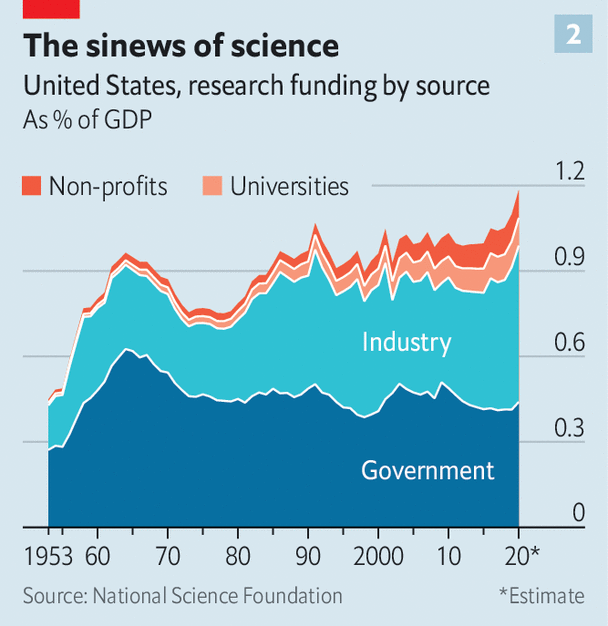 The sinews of science
2
United States, research funding by source
As % of GDP
Non-profits
Universities
1.2
0.9
0.6
0.3
0
Industry
Government
1953 60 70 80 90 2000 10 20*
Source: National Science Foundation
*Estimate